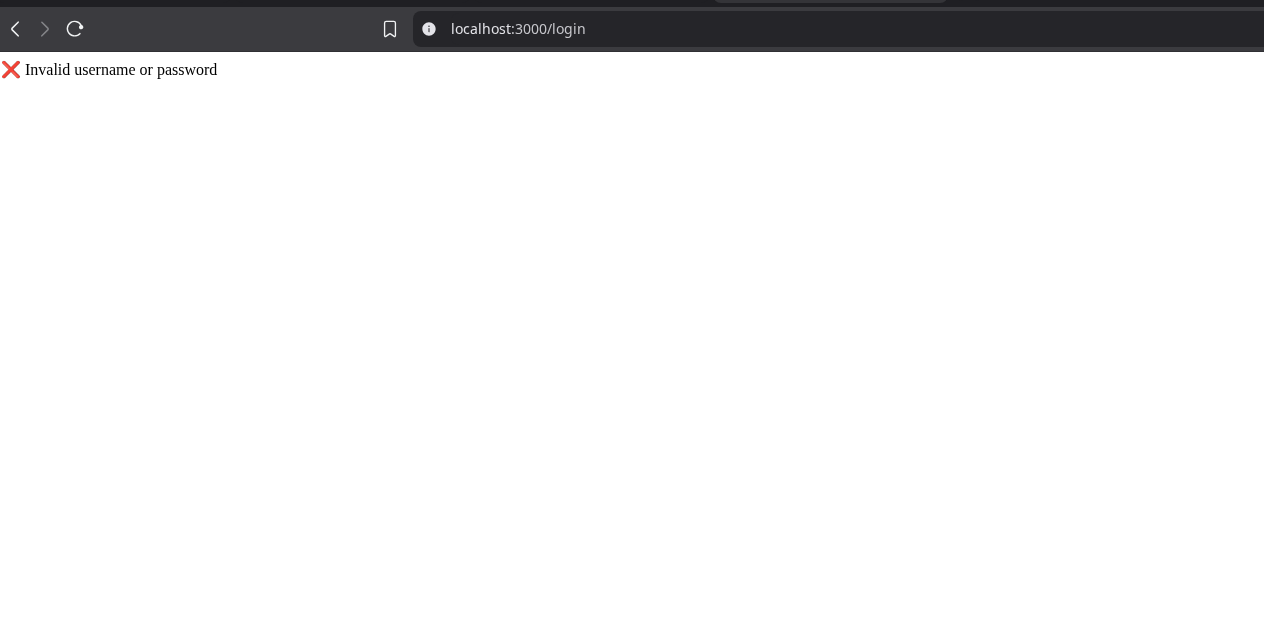 localhost:3000/login
❌ Invalid username or password